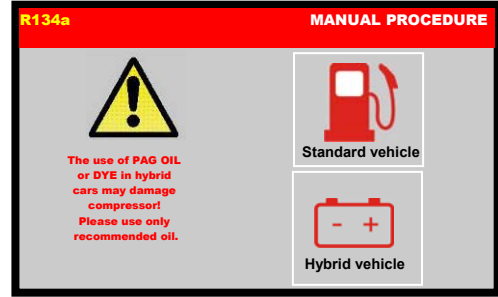 R134a MANUAL PROCEDURE
The use of PAG OIL
or DYE in hybrid
cars may damage
compressor!
Please use only
recommended oil.
Standard vehicle
- +
Hybrid vehicle